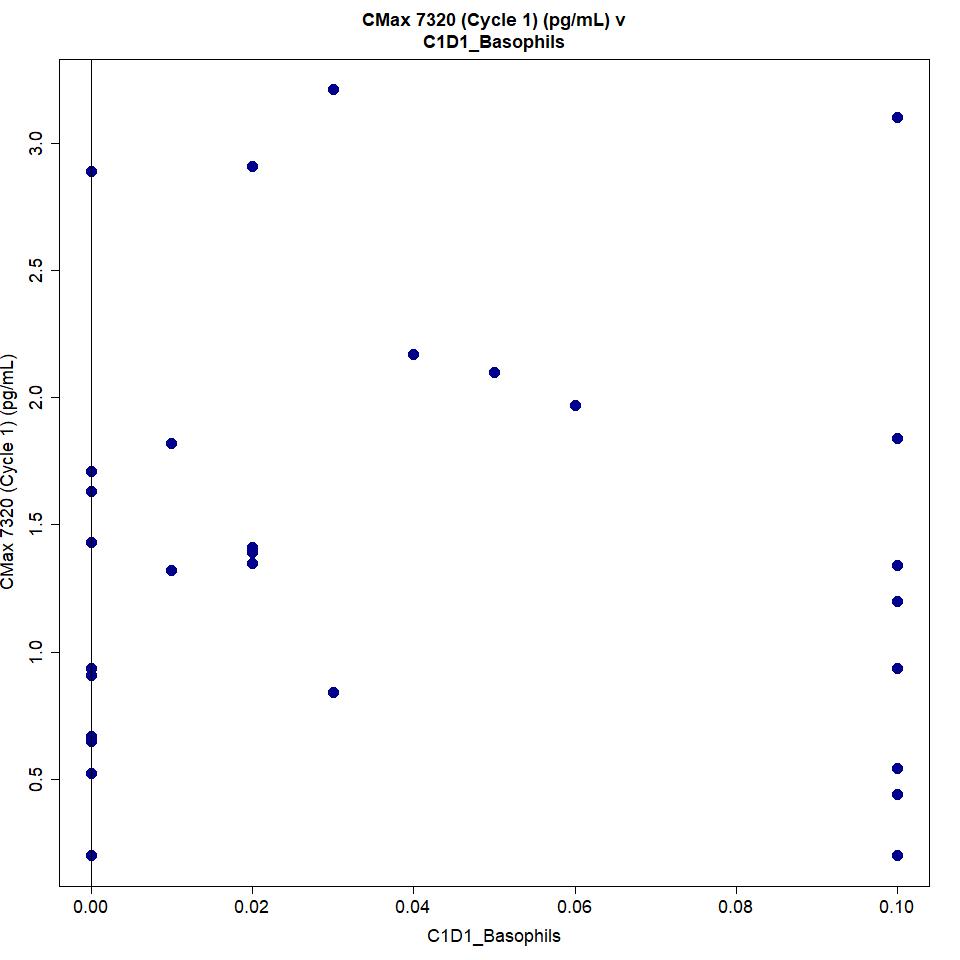 CMax 7320 (Cycle 1) (pg/mL) v
C1D1_Basophils
3.0
2.5
2.0
1.5
1.0
0.5
CMax 7320 (Cycle 1) (pg/mL)
0.00 0.02 0.04 0.06 0.08 0.10
C1D1_Basophils